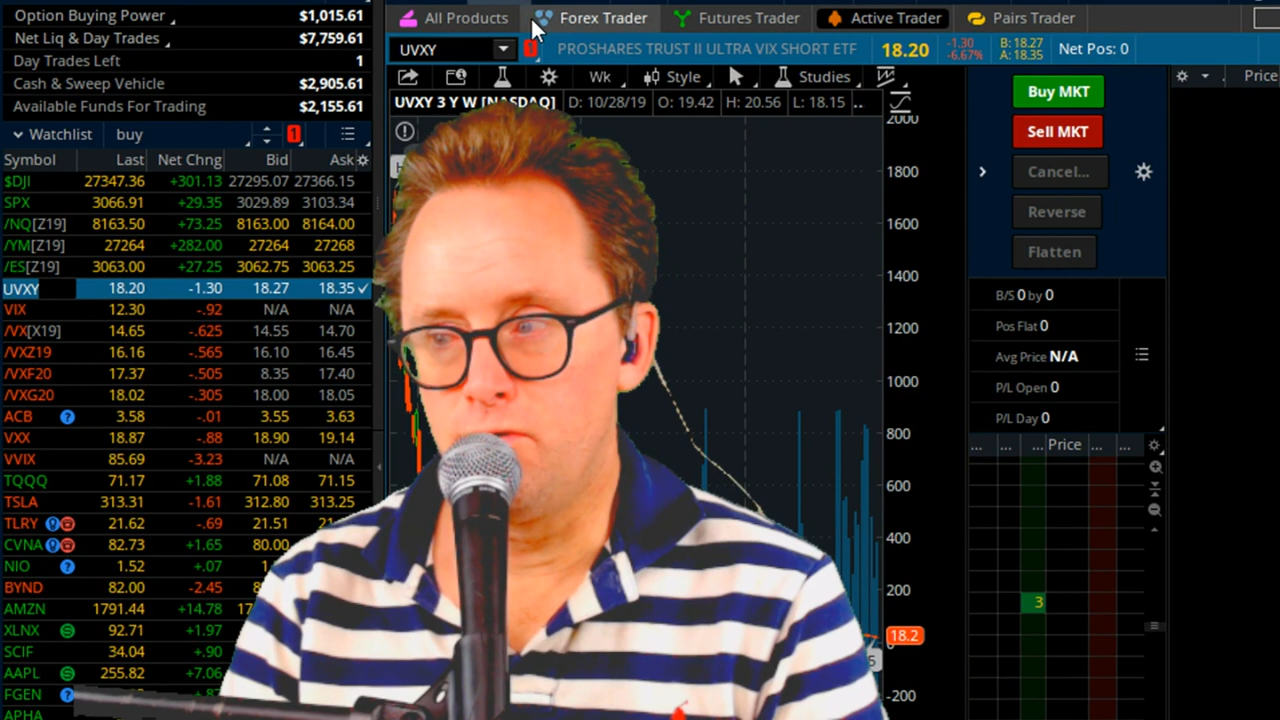 Option Buying Power $1,015.61
Net Liq & Day Trades $7,759.61
Day Trades Left 1
Cash & Sweep Vehicle $2,905.61
Available Funds For Trading $2,155.61
Watchlist buy 1
Symbol Last Net Chng Bid Ask
$DJI 27347.36 +301.13 27295.07 27366.15
SPX 3066.91 +29.35 3029.89 3103.34
/NQ[Z19] 8163.50 +73.25 8163.00 8164.00
/YM[Z19] 27264 +282.00 27264 27268
/ES[Z19] 3063.00 +27.25 3062.75 3063.25
UVXY 18.20 -1.30 18.27 18.35
VIX 12.30 -.92 N/A N/A
/VX[X19] 14.65 -.625 14.55 14.70
/VXZ19 16.16 -.565 16.10 16.45
/VXF20 17.37 -.505 8.35 17.40
/VXG20 18.02 -.305 18.00 18.05
ACB 3.58 -.01 3.55 3.63
VXX 18.87 -.88 18.90 19.14
VVIX 85.69 -3.23 N/A N/A
TQQQ 71.17 +1.88 71.08 71.15
TSLA 313.31 -1.61 312.80 313.25
TLRY 21.62 -.69 21.51
CVNA 82.73 +1.65 80.00
NIO 1.52 +.07
BYND 82.00 -2.45
AMZN 1791.44 +14.78
XLNX 92.71 +1.97
SCIF 34.04 +.90
AAPL 255.82 +7.06
FGEN
APHA
All Products Forex Trader Futures Trader Active Trader Pairs Trader
UVXY 1 PROSHARES TRUST II ULTRA VIX SHORT ETF 18.20 -1.30 -6.67% B: 18.27 A: 18.35 Net Pos: 0
Wk Style Studies
UVXY 3 Y W [NASDAQ] D: 10/28/19 O: 19.42 H: 20.56 L: 18.15 ..
2000
1800
1600
1400
1200
1000
800
600
400
200
18.2
0
-200
Buy MKT
Sell MKT
Cancel...
Reverse
Flatten
B/S 0 by 0
Pos Flat 0
Avg Price N/A
P/L Open 0
P/L Day 0
... ... ... Price ... ...
3
Price